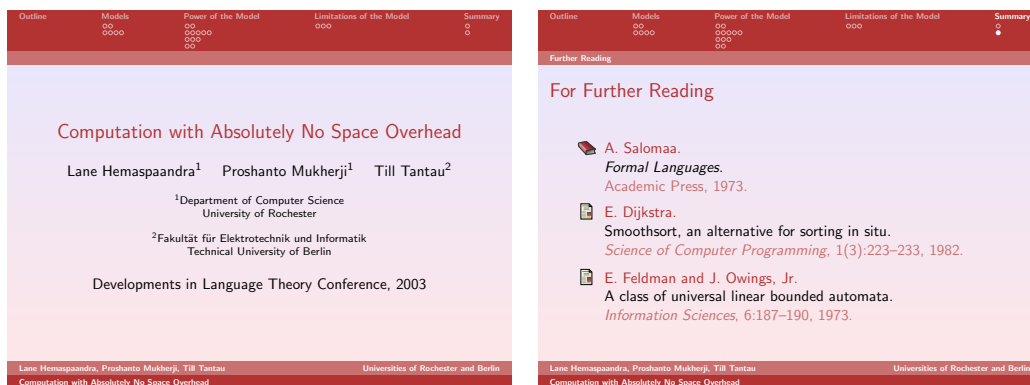 Outline Models Power of the Model Limitations of the Model Summary
Computation with Absolutely No Space Overhead
Lane Hemaspaandra¹ Proshanto Mukherji¹ Till Tantau²
¹Department of Computer Science
University of Rochester
²Fakultät für Elektrotechnik und Informatik
Technical University of Berlin
Developments in Language Theory Conference, 2003
Lane Hemaspaandra, Proshanto Mukherji, Till Tantau Universities of Rochester and Berlin
Computation with Absolutely No Space Overhead
Outline Models Power of the Model Limitations of the Model Summary
Further Reading
For Further Reading
A. Salomaa.
Formal Languages.
Academic Press, 1973.
E. Dijkstra.
Smoothsort, an alternative for sorting in situ.
Science of Computer Programming, 1(3):223–233, 1982.
E. Feldman and J. Owings, Jr.
A class of universal linear bounded automata.
Information Sciences, 6:187–190, 1973.
Lane Hemaspaandra, Proshanto Mukherji, Till Tantau Universities of Rochester and Berlin
Computation with Absolutely No Space Overhead